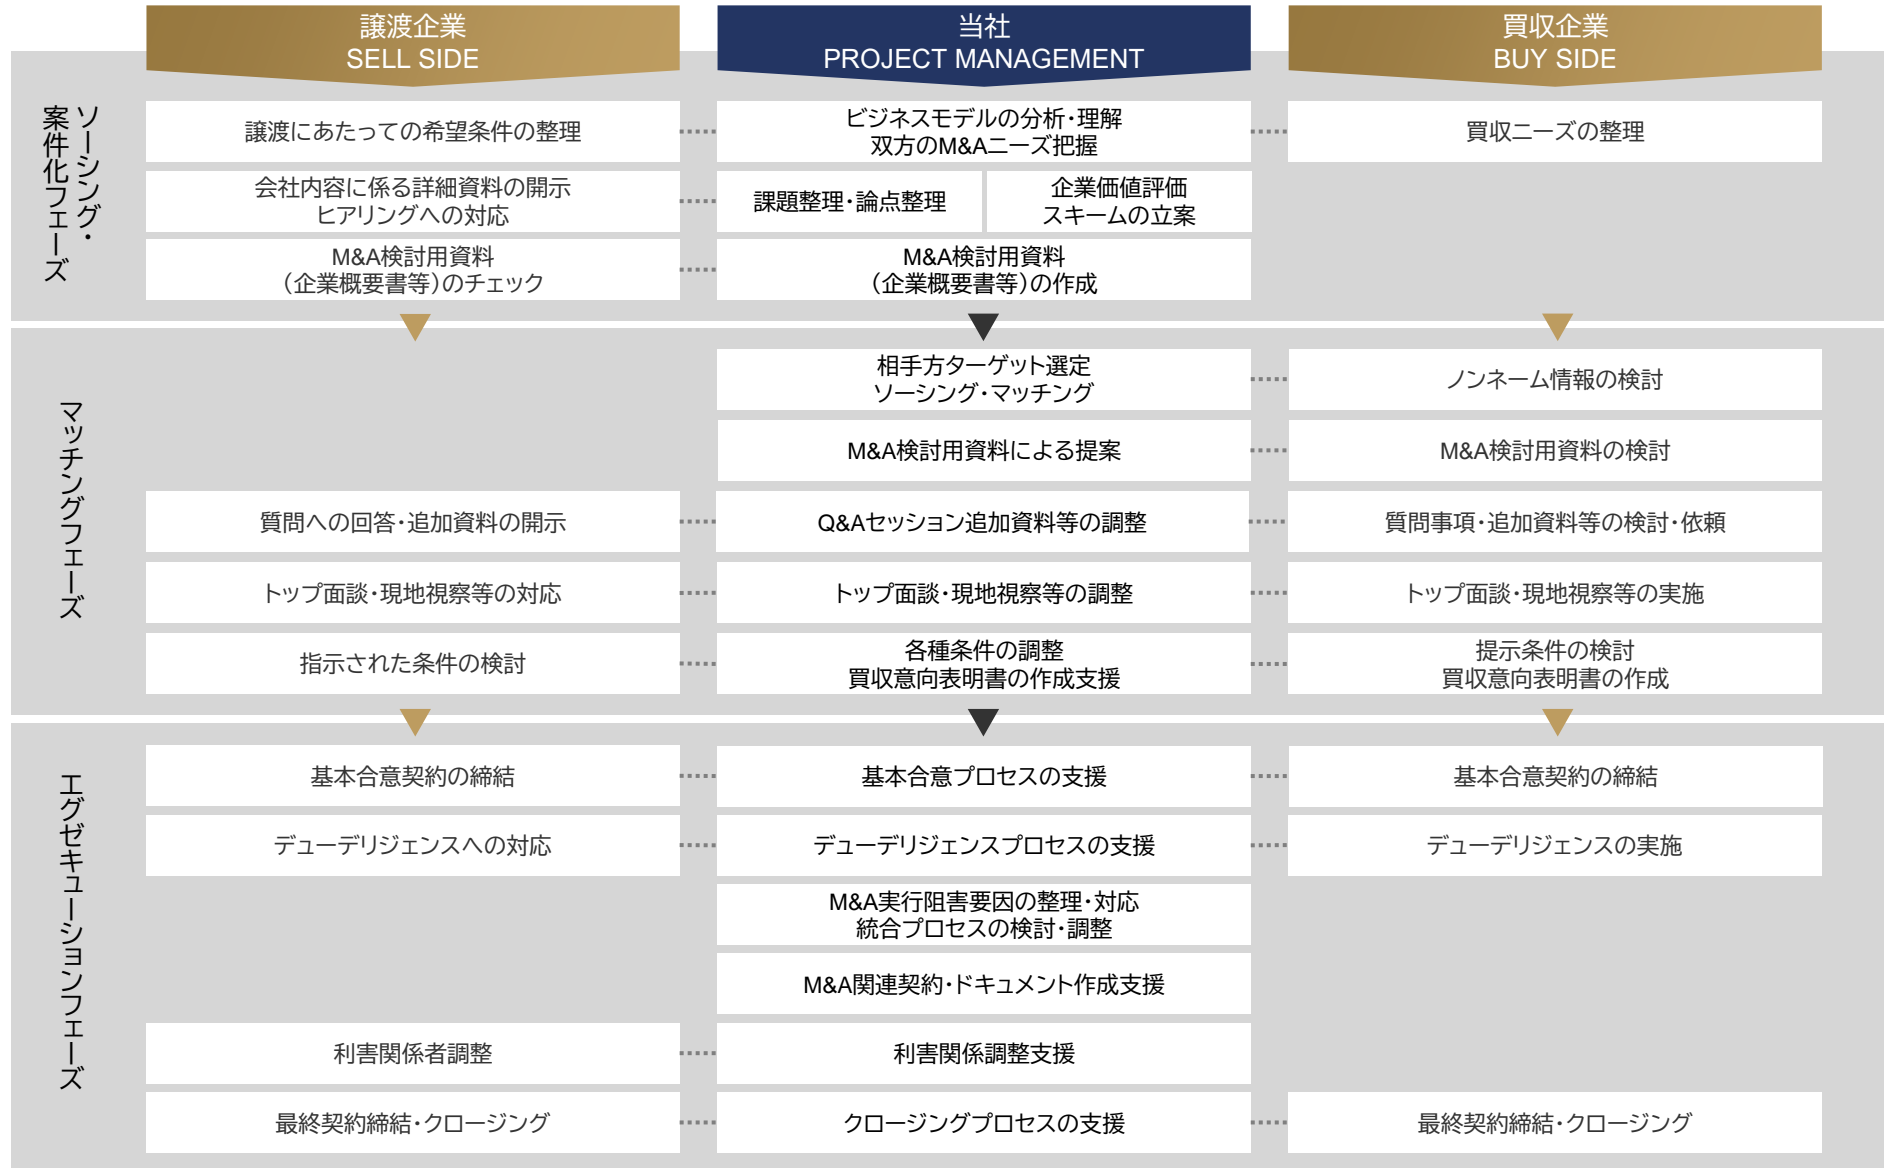 譲渡企業
SELL SIDE
当社
PROJECT MANAGEMENT
買収企業
BUY SIDE
ソーシング・
案件化フェーズ
譲渡にあたっての希望条件の整理
ビジネスモデルの分析・理解
双方のM&Aニーズ把握
買収ニーズの整理
会社内容に係る詳細資料の開示
ヒアリングへの対応
課題整理・論点整理
企業価値評価
スキームの立案
M&A検討用資料
（企業概要書等）のチェック
M&A検討用資料
（企業概要書等）の作成
マッチングフェーズ
相手方ターゲット選定
ソーシング・マッチング
ノンネーム情報の検討
M&A検討用資料による提案
M&A検討用資料の検討
質問への回答・追加資料の開示
Q&Aセッション追加資料等の調整
質問事項・追加資料等の検討・依頼
トップ面談・現地視察等の対応
トップ面談・現地視察等の調整
トップ面談・現地視察等の実施
指示された条件の検討
各種条件の調整
買収意向表明書の作成支援
提示条件の検討
買収意向表明書の作成
エグゼキューションフェーズ
基本合意契約の締結
基本合意プロセスの支援
基本合意契約の締結
デューデリジェンスへの対応
デューデリジェンスプロセスの支援
デューデリジェンスの実施
M&A実行阻害要因の整理・対応
統合プロセスの検討・調整
M&A関連契約・ドキュメント作成支援
利害関係者調整
利害関係調整支援
最終契約締結・クロージング
クロージングプロセスの支援
最終契約締結・クロージング